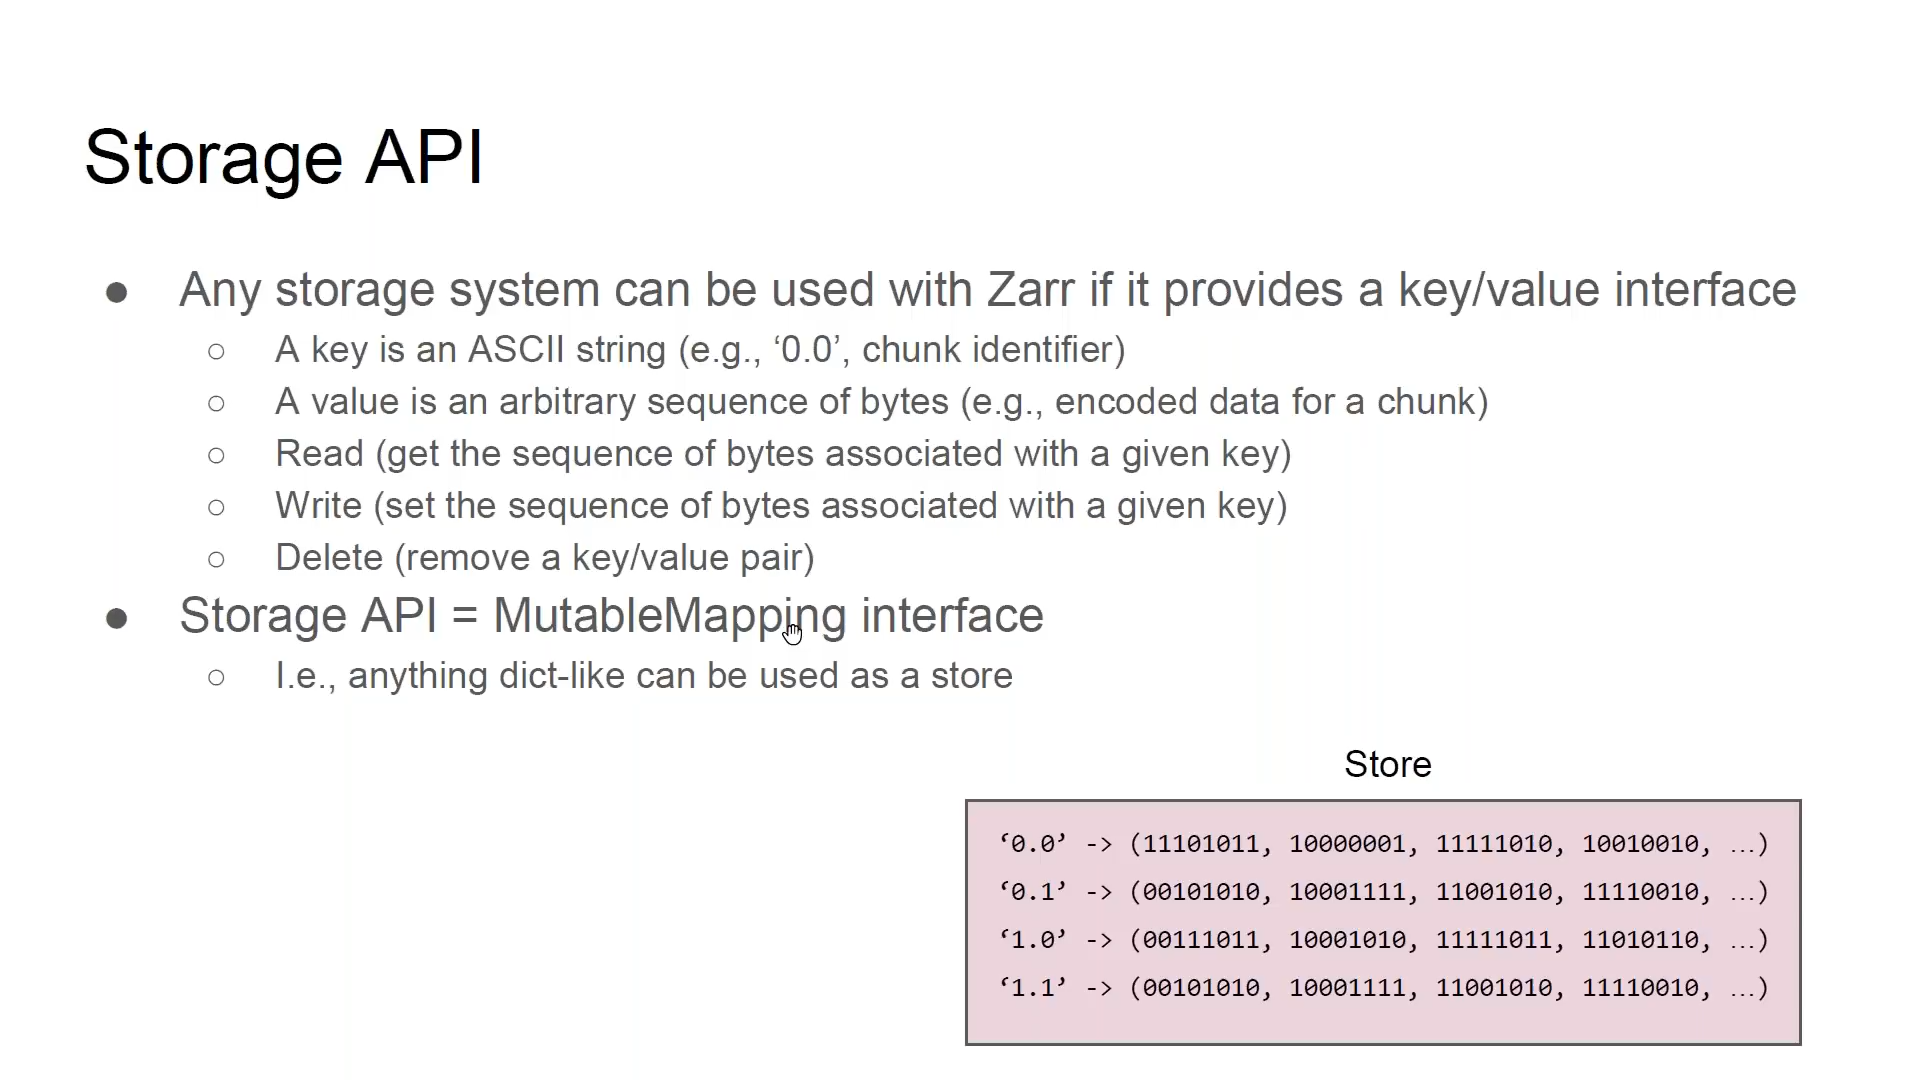 Storage API
● Any storage system can be used with Zarr if it provides a key/value interface
○ A key is an ASCII string (e.g., ‘0.0’, chunk identifier)
○ A value is an arbitrary sequence of bytes (e.g., encoded data for a chunk)
○ Read (get the sequence of bytes associated with a given key)
○ Write (set the sequence of bytes associated with a given key)
○ Delete (remove a key/value pair)
● Storage API = MutableMapping interface
○ I.e., anything dict-like can be used as a store
Store
‘0.0’ -> (11101011, 10000001, 11111010, 10010010, …)
‘0.1’ -> (00101010, 10001111, 11001010, 11110010, …)
‘1.0’ -> (00111011, 10001010, 11111011, 11010110, …)
‘1.1’ -> (00101010, 10001111, 11001010, 11110010, …)